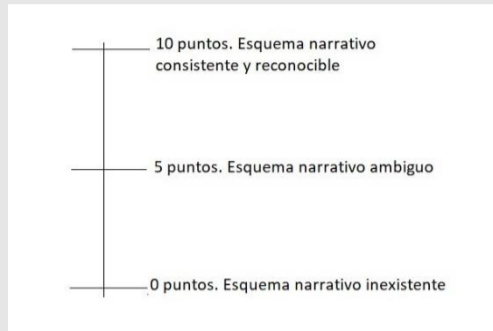 10 puntos. Esquema narrativo
consistente y reconocible
5 puntos. Esquema narrativo ambiguo
0 puntos. Esquema narrativo inexistente